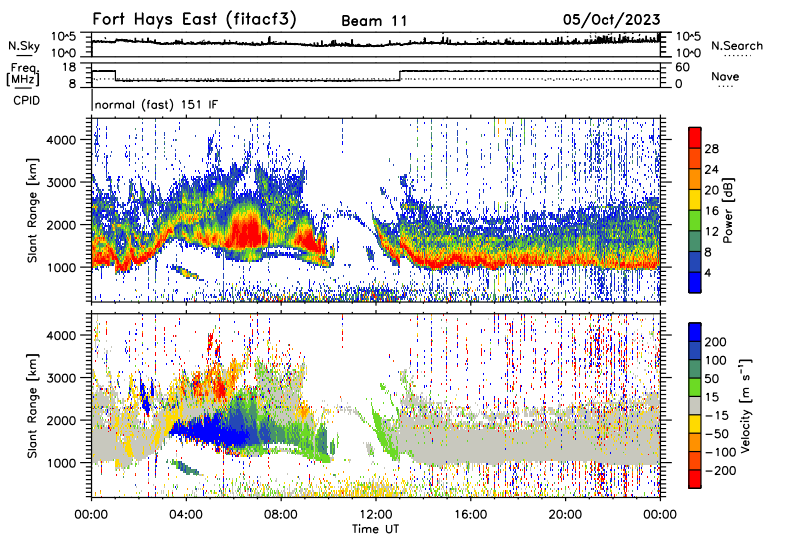 Fort Hays East (fitacf3) Beam 11 05/Oct/2023
N.Sky 10^5 10^0 10^5 10^0 N.Search
Freq. [MHz] 18 8 60 0 Nave
CPID normal (fast) 151 IF
Slant Range [km] 4000 3000 2000 1000
Power [dB] 28 24 20 16 12 8 4
Slant Range [km] 4000 3000 2000 1000
Velocity [m s⁻¹] 200 100 50 15 −15 −50 −100 −200
00:00 04:00 08:00 12:00 16:00 20:00 00:00
Time UT